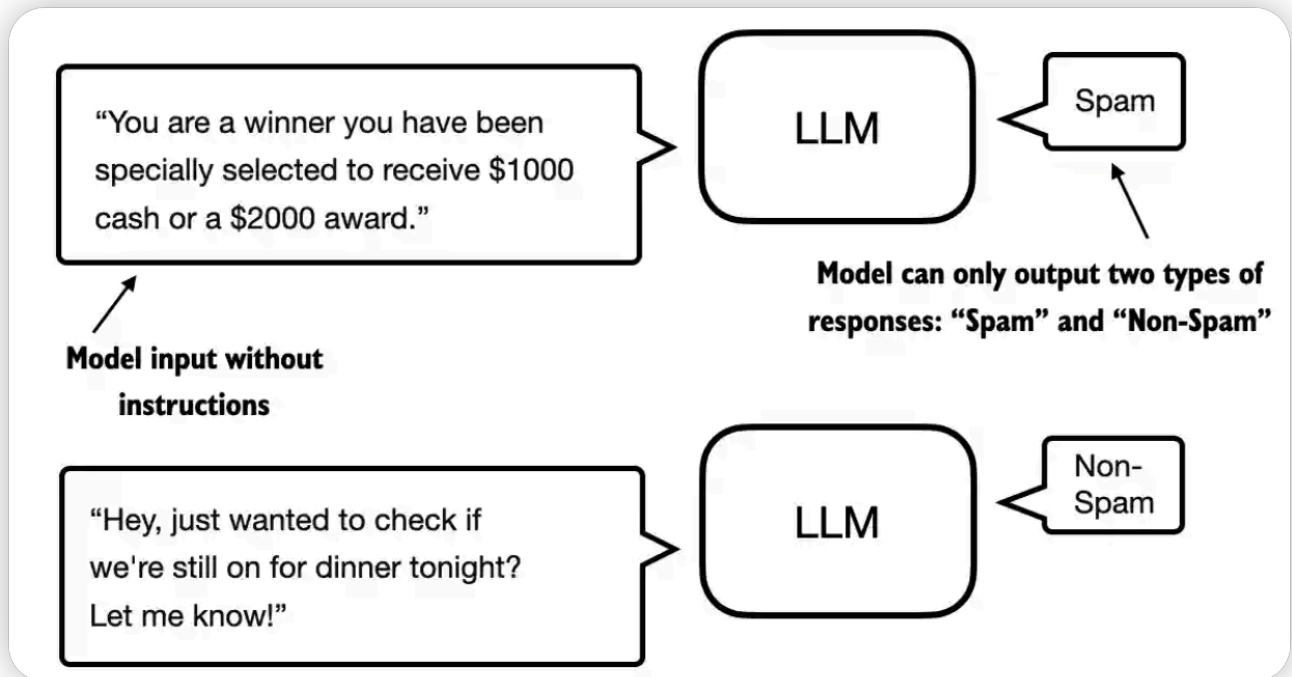 “You are a winner you have been
specially selected to receive $1000
cash or a $2000 award.”
LLM
Spam
Model can only output two types of
responses: “Spam” and “Non-Spam”
Model input without
instructions
“Hey, just wanted to check if
we're still on for dinner tonight?
Let me know!”
LLM
Non-
Spam